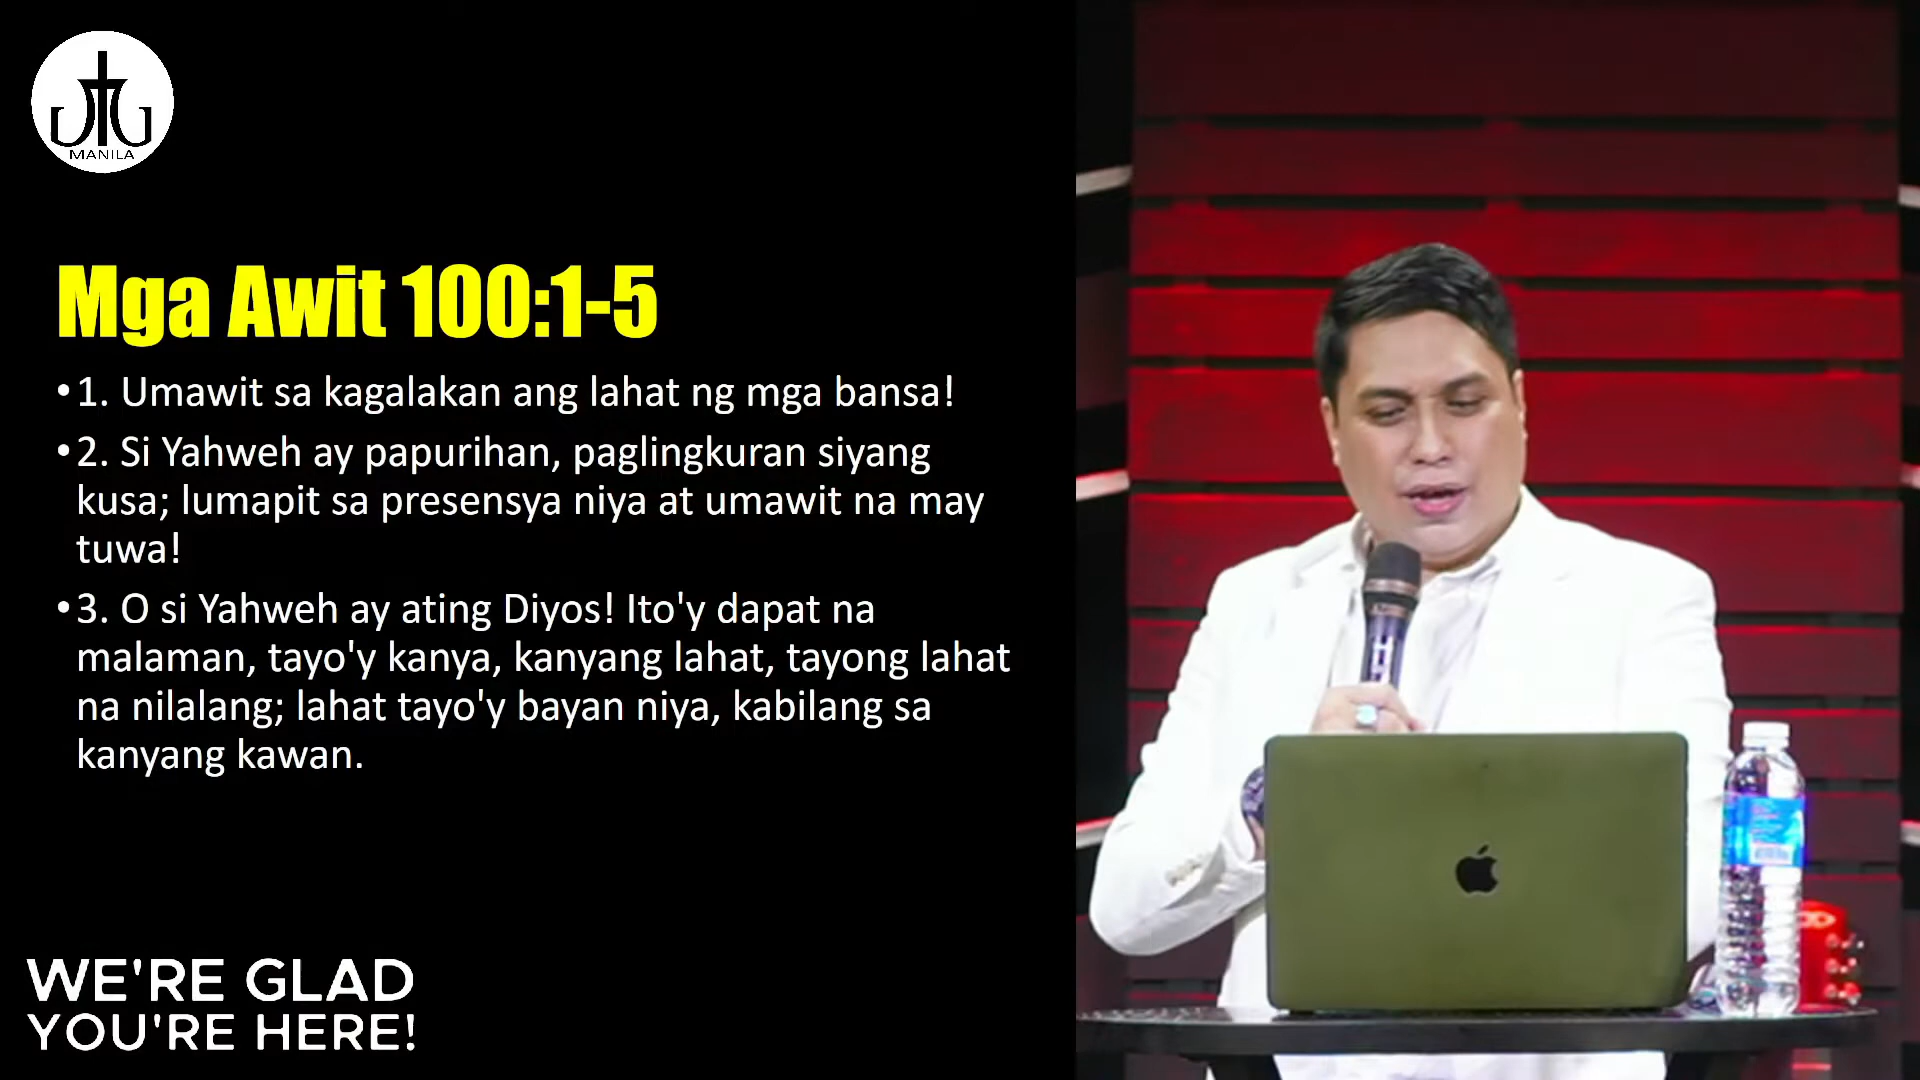 JTG
MANILA
Mga Awit 100:1-5
•1. Umawit sa kagalakan ang lahat ng mga bansa!
•2. Si Yahweh ay papurihan, paglingkuran siyang
kusa; lumapit sa presensya niya at umawit na may
tuwa!
•3. O si Yahweh ay ating Diyos! Ito'y dapat na
malaman, tayo'y kanya, kanyang lahat, tayong lahat
na nilalang; lahat tayo'y bayan niya, kabilang sa
kanyang kawan.
WE'RE GLAD
YOU'RE HERE!